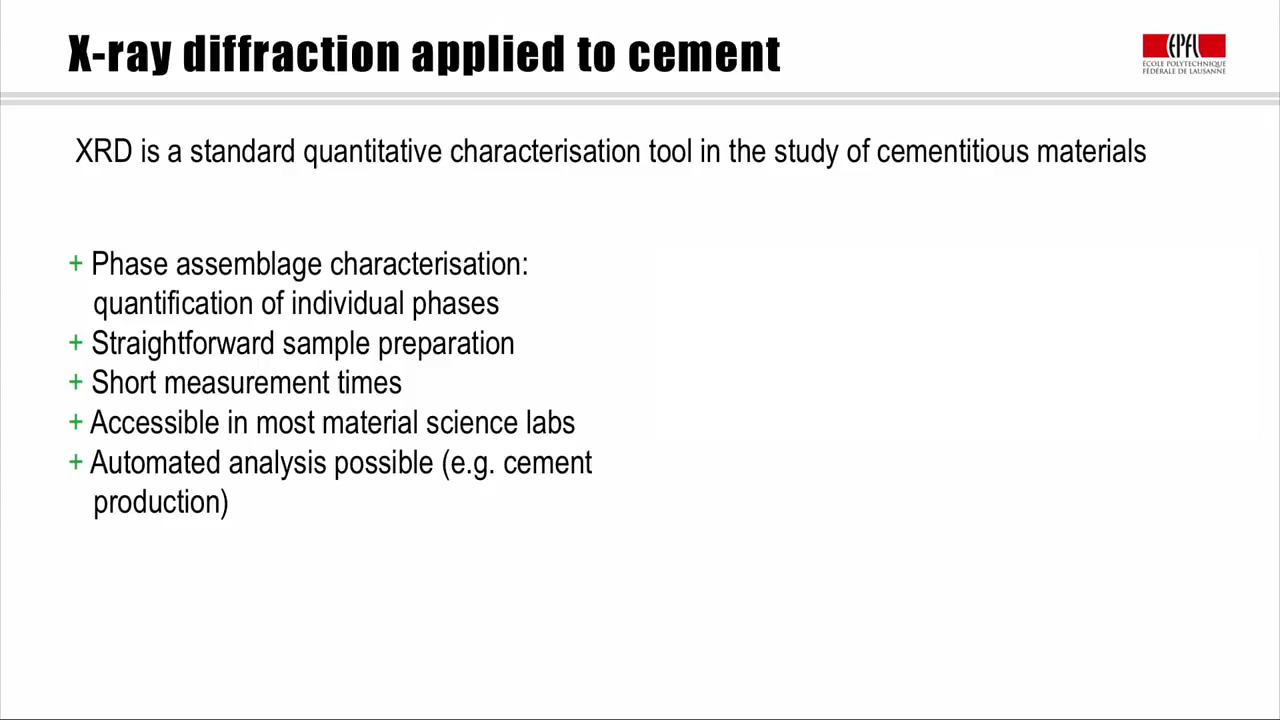 X-ray diffraction applied to cement
EPFL
ÉCOLE POLYTECHNIQUE
FÉDÉRALE DE LAUSANNE
XRD is a standard quantitative characterisation tool in the study of cementitious materials
+ Phase assemblage characterisation:
quantification of individual phases
+ Straightforward sample preparation
+ Short measurement times
+ Accessible in most material science labs
+ Automated analysis possible (e.g. cement
production)